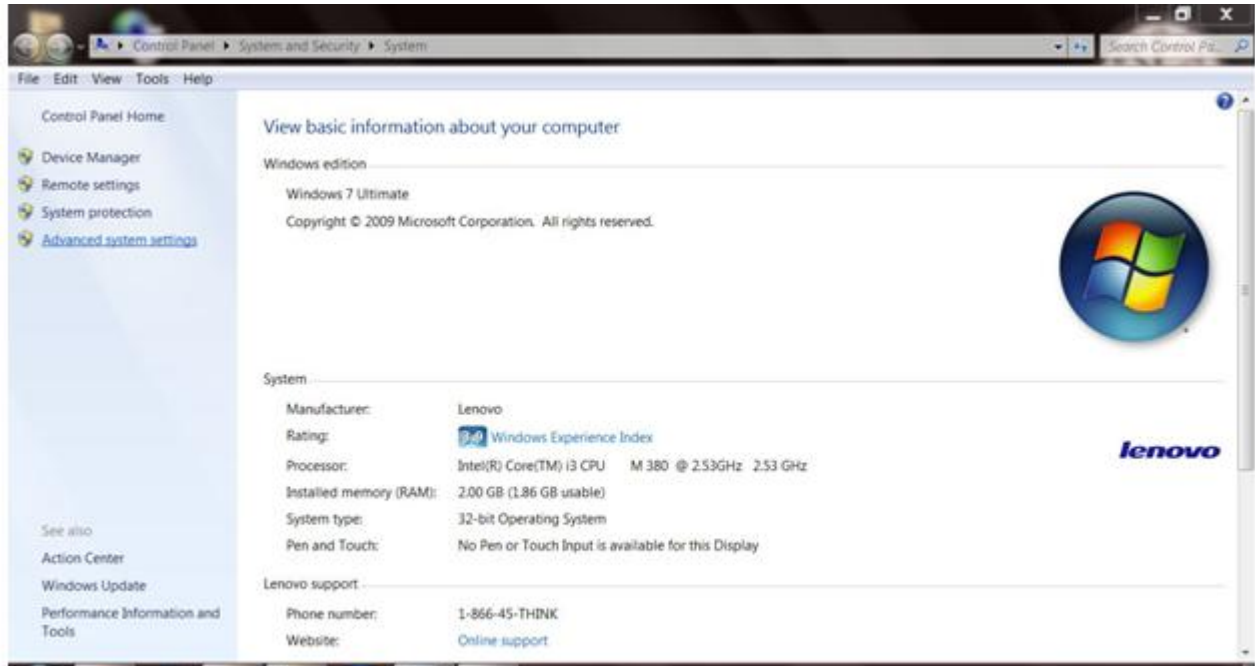 Control Panel ▸ System and Security ▸ System
Search Control Pa...
File Edit View Tools Help
Control Panel Home
Device Manager
Remote settings
System protection
Advanced system settings
See also
Action Center
Windows Update
Performance Information and
Tools
View basic information about your computer
Windows edition
Windows 7 Ultimate
Copyright © 2009 Microsoft Corporation. All rights reserved.
System
Manufacturer: Lenovo
Rating: Windows Experience Index
Processor: Intel(R) Core(TM) i3 CPU M 380 @ 2.53GHz 2.53 GHz
Installed memory (RAM): 2.00 GB (1.86 GB usable)
System type: 32-bit Operating System
Pen and Touch: No Pen or Touch Input is available for this Display
lenovo
Lenovo support
Phone number: 1-866-45-THINK
Website: Online support